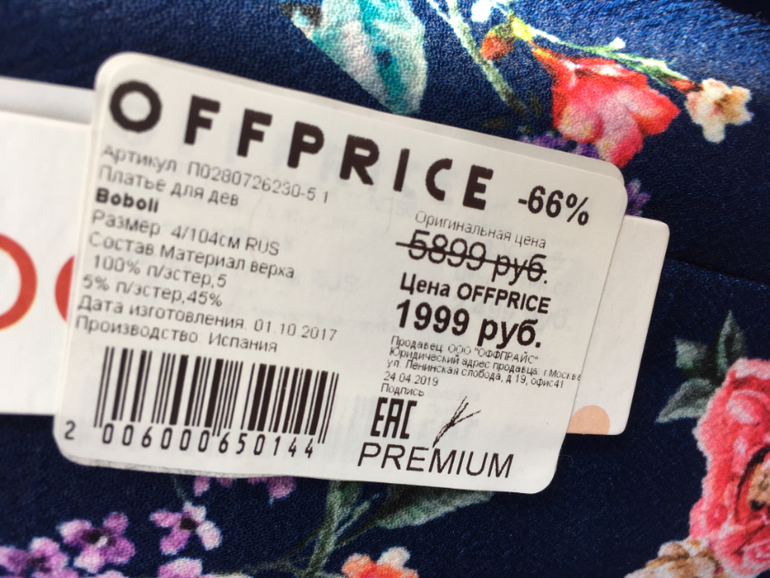 OFFPRICE
Артикул П0280726230-5 1
Платье для дев
Boboli
Размер: 4/104см RUS
Состав:Материал верха
100% п/эстер,5
5% п/эстер,45%
Дата изготовления: 01.10.2017
Производство: Испания
2 006000650144
-66%
Оригинальная цена
5899 руб.
Цена OFFPRICE
1999 руб.
Продавец: ООО "ОФФПРАЙС"
Юридический адрес продавца: г Москва
ул. Ленинская слобода, д 19, офис41
24.04.2019
Подпись
EAC
PREMIUM